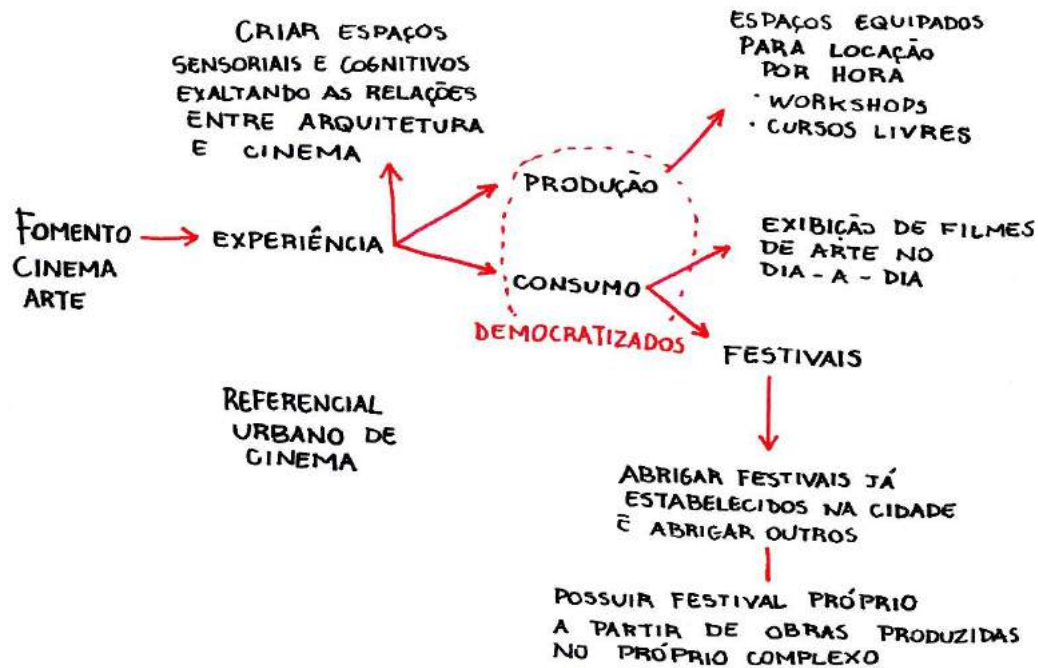 CRIAR ESPAÇOS
SENSORIAIS E COGNITIVOS
EXALTANDO AS RELAÇÕES
ENTRE ARQUITETURA
E CINEMA
ESPAÇOS EQUIPADOS
PARA LOCAÇÃO
POR HORA
· WORKSHOPS
· CURSOS LIVRES
FOMENTO
CINEMA
ARTE
EXPERIÊNCIA
PRODUÇÃO
CONSUMO
DEMOCRATIZADOS
EXIBIÇÃO DE FILMES
DE ARTE NO
DIA-A-DIA
FESTIVAIS
REFERENCIAL
URBANO DE
CINEMA
ABRIGAR FESTIVAIS JÁ
ESTABELECIDOS NA CIDADE
E ABRIGAR OUTROS
POSSUIR FESTIVAL PRÓPRIO
A PARTIR DE OBRAS PRODUZIDAS
NO PRÓPRIO COMPLEXO